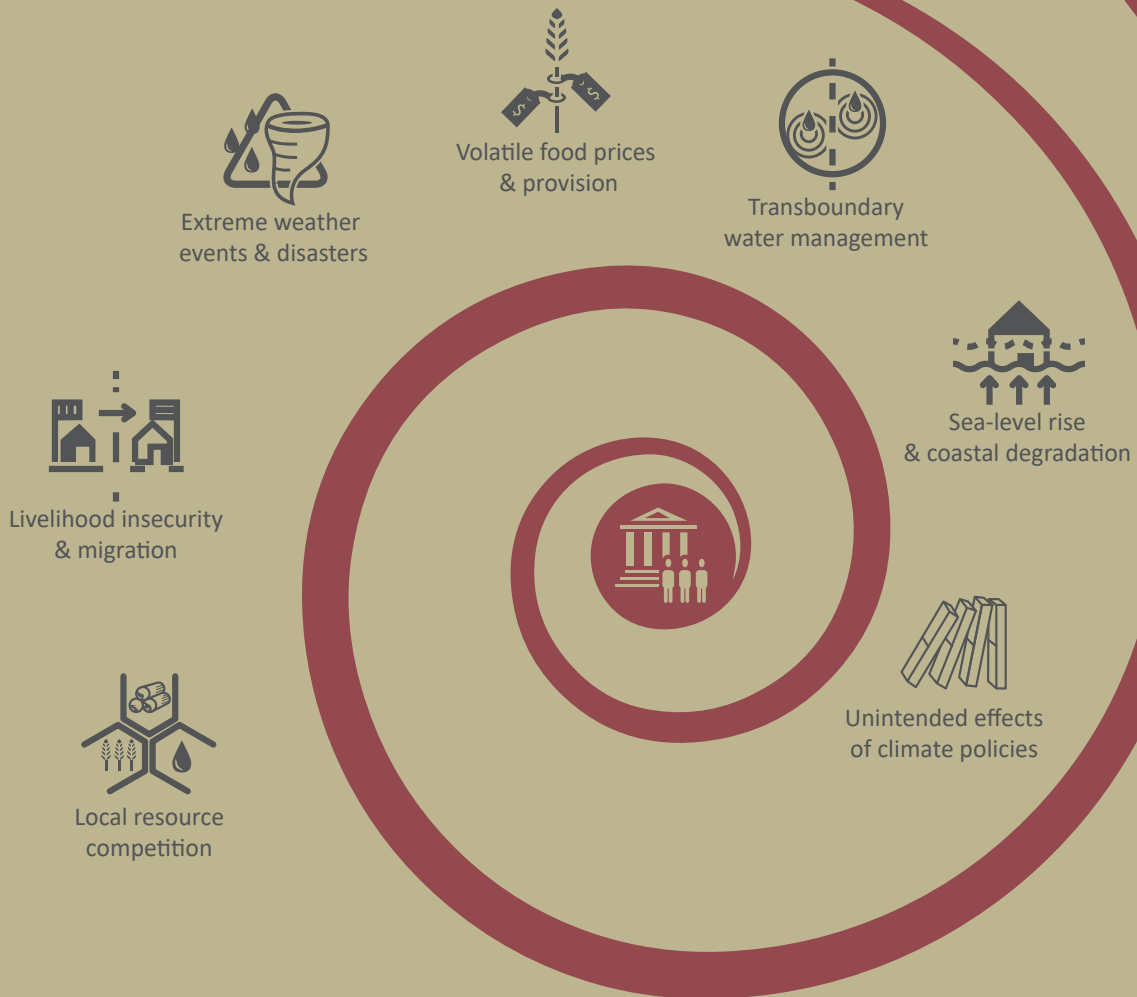 Volatile food prices
& provision
Extreme weather
events & disasters
Transboundary
water management
Sea-level rise
& coastal degradation
Livelihood insecurity
& migration
Unintended effects
of climate policies
Local resource
competition